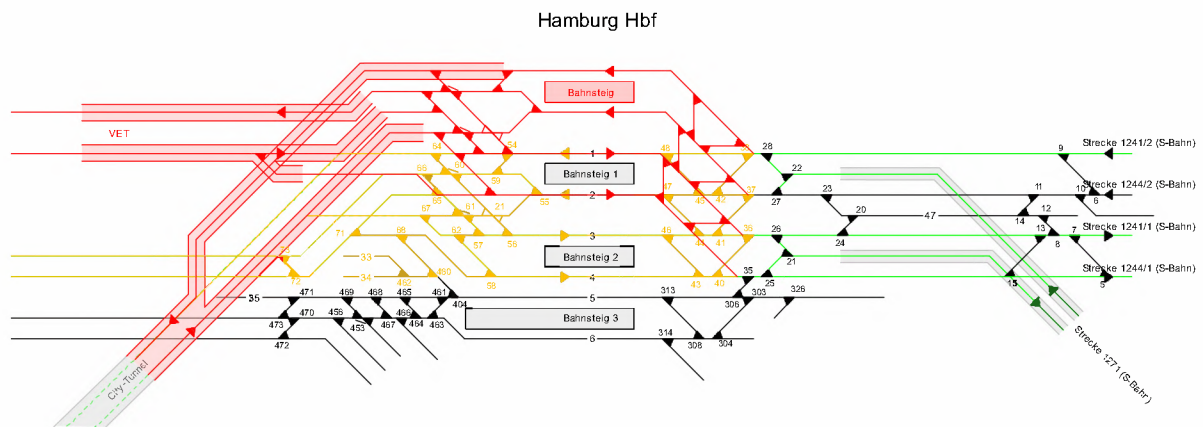 Hamburg Hbf
Bahnsteig
VET
Strecke 1241/2 (S-Bahn)
54 64 1 48 28 9
66 60 Bahnsteig 1 22
59
Strecke 1244/2 (S-Bahn)
65 55 2 47 45 42 37 27 23 11 10 6
67 61 21 20 47 14 12
Strecke 1241/1 (S-Bahn)
71 68 62 57 56 3 46 44 41 36 26 24 13 8 7
33 Bahnsteig 2 21
Strecke 1244/1 (S-Bahn)
34 72 462 480 58 4 43 40 35 25 15 5
35 471 469 468 465 461 404 5 313 306 303 326
473 470 456 453 467 466 464 463 Bahnsteig 3
472 6 314 308 304
City-Tunnel
Strecke 1271 (S-Bahn)